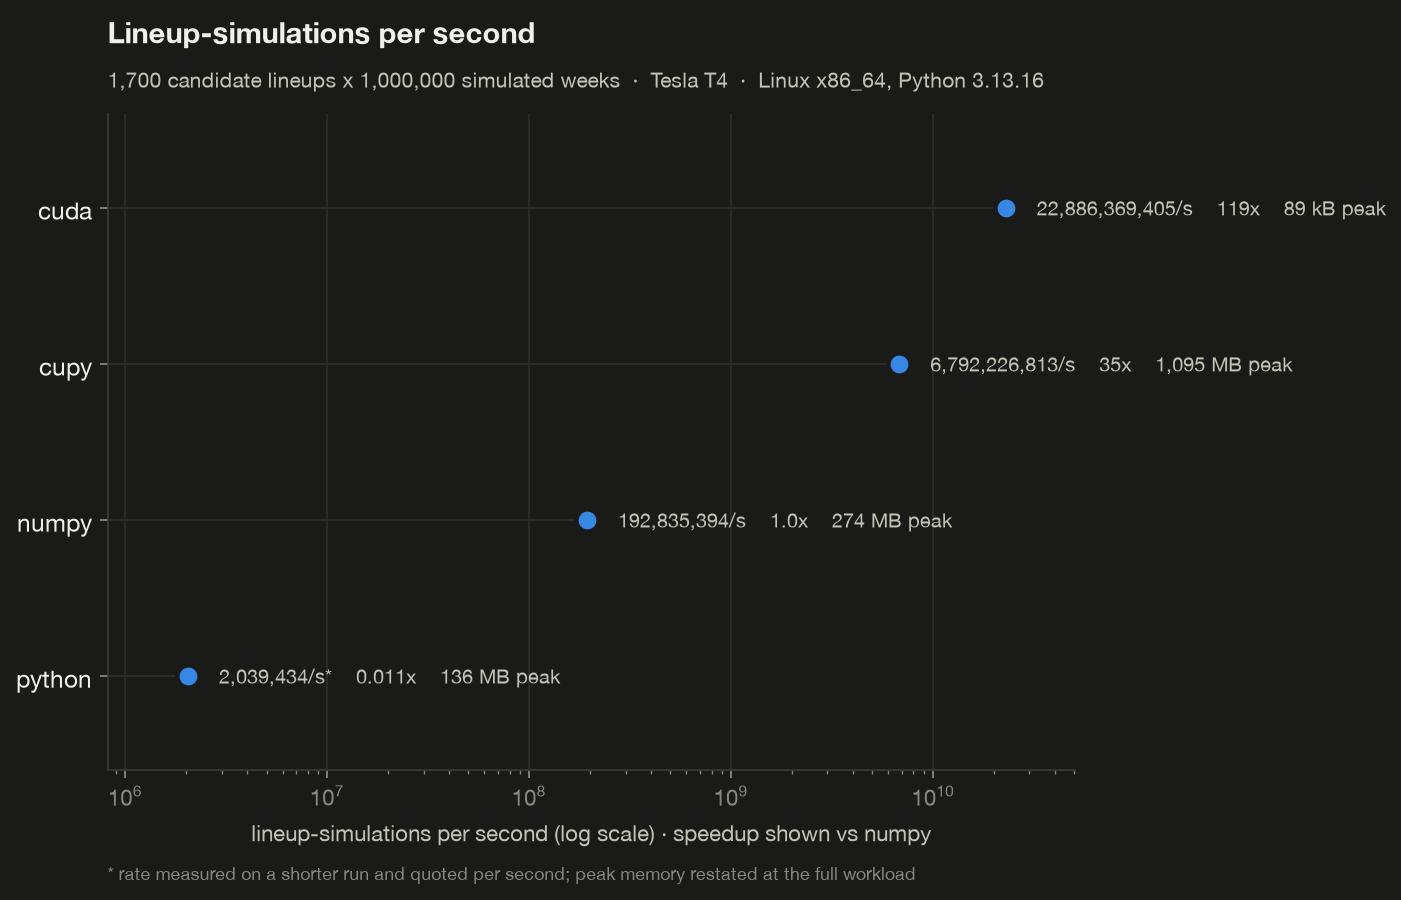 Lineup-simulations per second
1,700 candidate lineups x 1,000,000 simulated weeks · Tesla T4 · Linux x86_64, Python 3.13.16
cuda 22,886,369,405/s 119x 89 kB peak
cupy 6,792,226,813/s 35x 1,095 MB peak
numpy 192,835,394/s 1.0x 274 MB peak
python 2,039,434/s* 0.011x 136 MB peak
10⁶ 10⁷ 10⁸ 10⁹ 10¹⁰
lineup-simulations per second (log scale) · speedup shown vs numpy
* rate measured on a shorter run and quoted per second; peak memory restated at the full workload